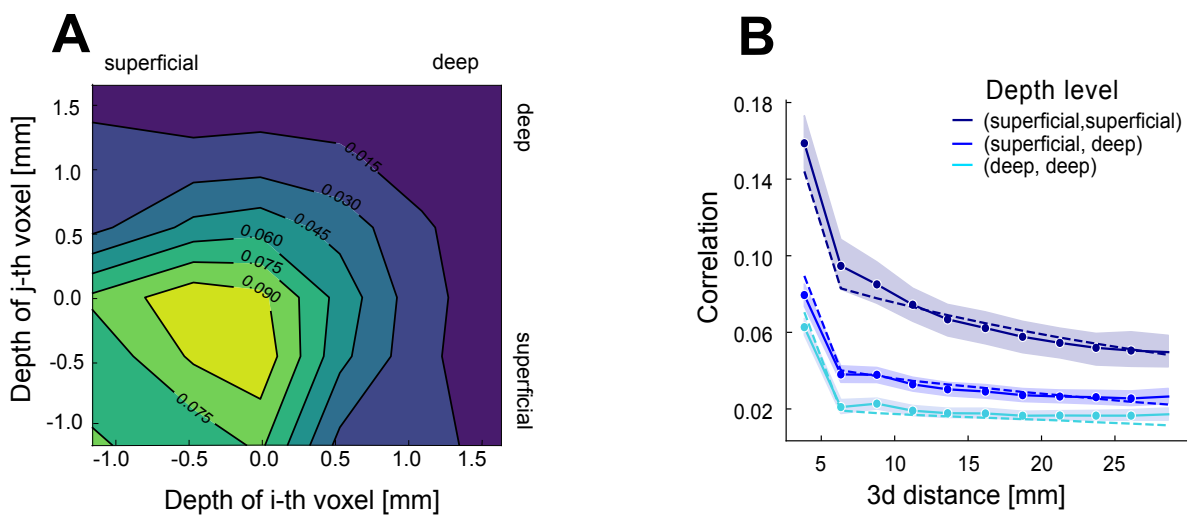 A
superficial
deep
1.5
1.0
0.5
0.0
-0.5
-1.0
Depth of j-th voxel [mm]
0.015
0.030
0.045
0.060
0.075
0.090
0.075
deep
superficial
-1.0
-0.5
0.0
0.5
1.0
1.5
Depth of i-th voxel [mm]
B
Depth level
(superficial,superficial)
(superficial, deep)
(deep, deep)
0.18
0.14
0.10
0.06
0.02
Correlation
5
10
15
20
25
3d distance [mm]